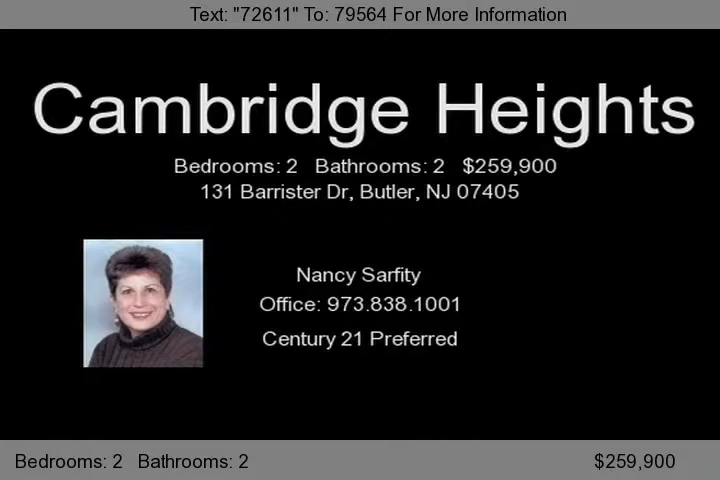 Text: "72611" To: 79564 For More Information
Cambridge Heights
Bedrooms: 2 Bathrooms: 2 $259,900
131 Barrister Dr, Butler, NJ 07405
Nancy Sarfity
Office: 973.838.1001
Century 21 Preferred
Bedrooms: 2 Bathrooms: 2 $259,900